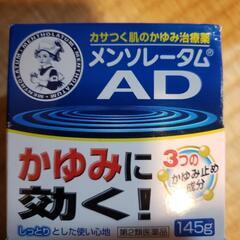 カサつく肌のかゆみ治療薬
メンソレータム®
AD
かゆみに
効く!
3つの
かゆみ止め
成分
しっとりとした使い心地
第2類医薬品
145g
MENTHOLATUM